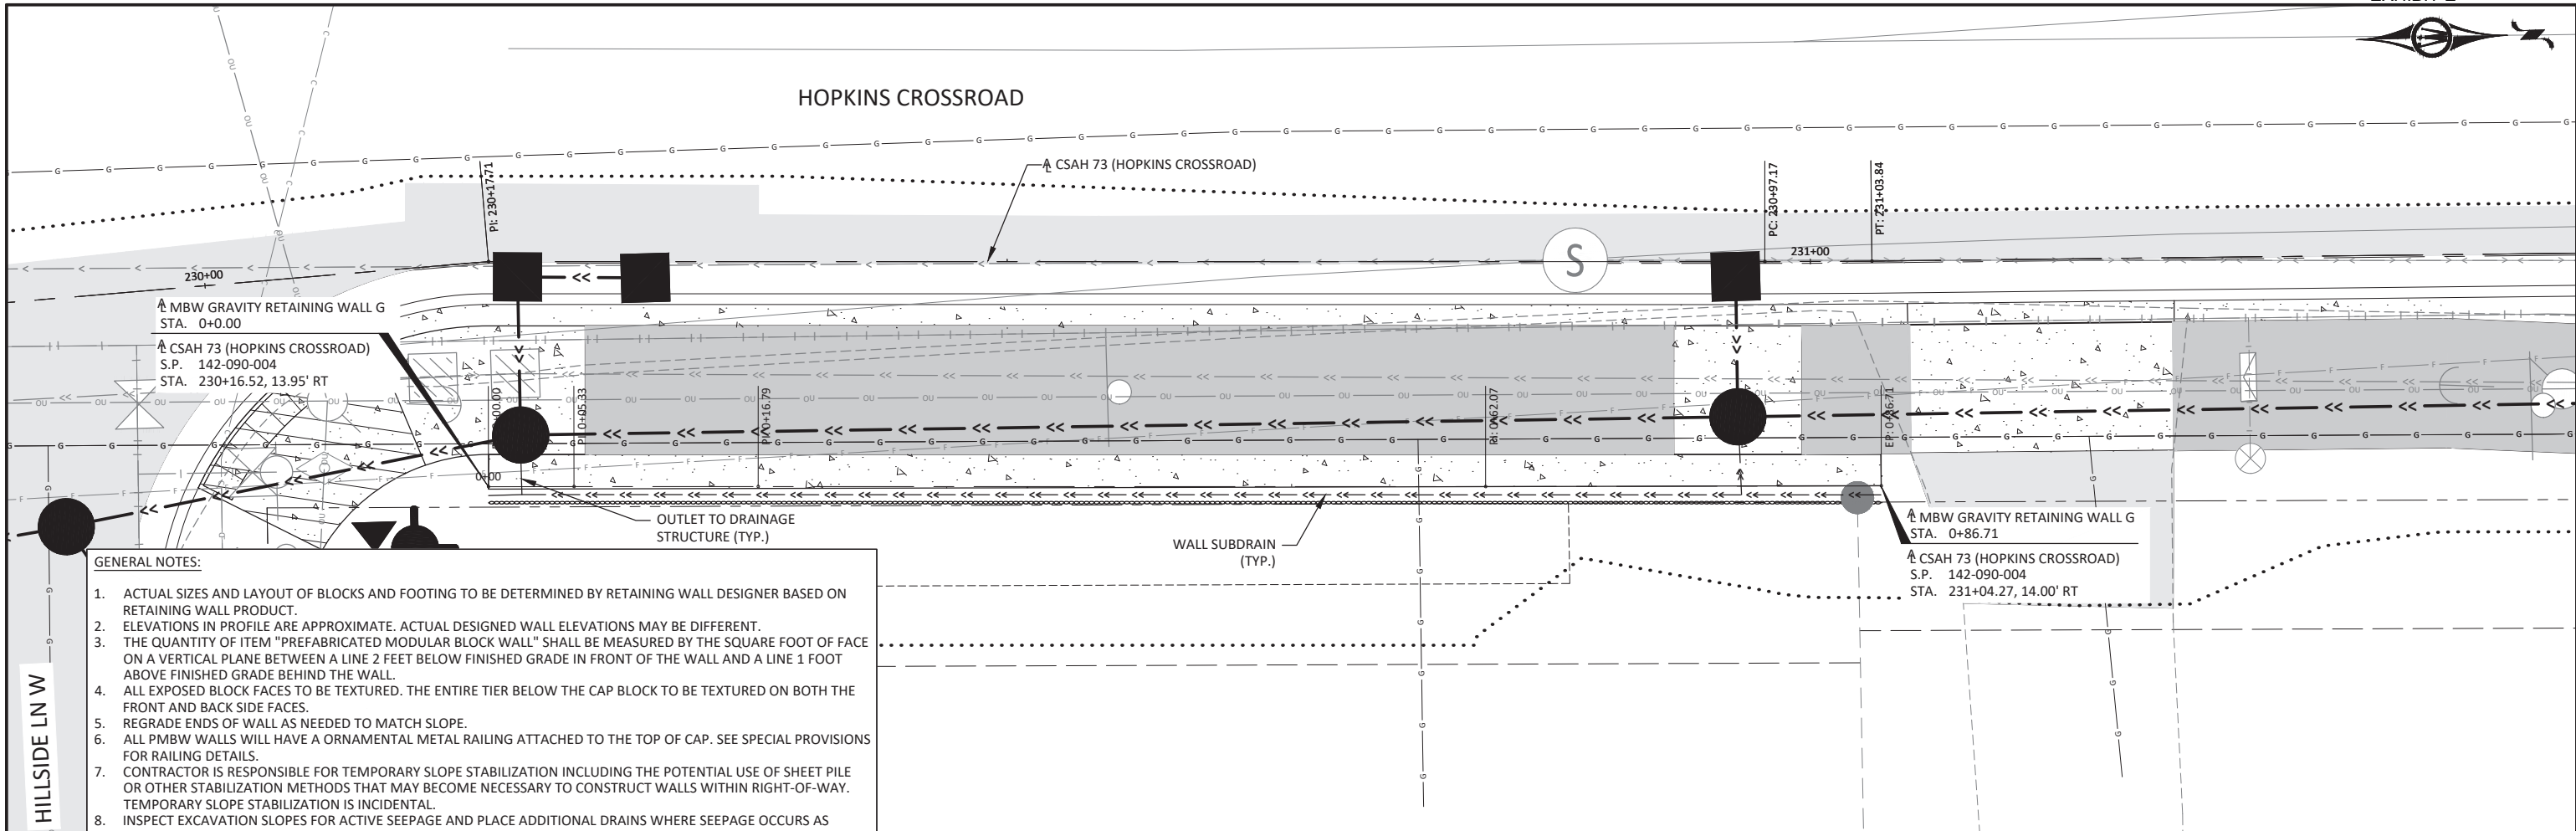 HOPKINS CROSSROAD
℄ CSAH 73 (HOPKINS CROSSROAD)
PI: 230+17.71
PC: 230+97.17
PT: 231+03.84
230+00
231+00
S
℄ MBW GRAVITY RETAINING WALL G
STA. 0+0.00
℄ CSAH 73 (HOPKINS CROSSROAD)
S.P. 142-090-004
STA. 230+16.52, 13.95' RT
PI: 0+05.33
PI: 0+16.79
PI: 0+62.07
EP: 0+86.71
0+00
OUTLET TO DRAINAGE
STRUCTURE (TYP.)
WALL SUBDRAIN
(TYP.)
℄ MBW GRAVITY RETAINING WALL G
STA. 0+86.71
℄ CSAH 73 (HOPKINS CROSSROAD)
S.P. 142-090-004
STA. 231+04.27, 14.00' RT
HILLSIDE LN W
GENERAL NOTES:
1. ACTUAL SIZES AND LAYOUT OF BLOCKS AND FOOTING TO BE DETERMINED BY RETAINING WALL DESIGNER BASED ON
RETAINING WALL PRODUCT.
2. ELEVATIONS IN PROFILE ARE APPROXIMATE. ACTUAL DESIGNED WALL ELEVATIONS MAY BE DIFFERENT.
3. THE QUANTITY OF ITEM "PREFABRICATED MODULAR BLOCK WALL" SHALL BE MEASURED BY THE SQUARE FOOT OF FACE
ON A VERTICAL PLANE BETWEEN A LINE 2 FEET BELOW FINISHED GRADE IN FRONT OF THE WALL AND A LINE 1 FOOT
ABOVE FINISHED GRADE BEHIND THE WALL.
4. ALL EXPOSED BLOCK FACES TO BE TEXTURED. THE ENTIRE TIER BELOW THE CAP BLOCK TO BE TEXTURED ON BOTH THE
FRONT AND BACK SIDE FACES.
5. REGRADE ENDS OF WALL AS NEEDED TO MATCH SLOPE.
6. ALL PMBW WALLS WILL HAVE A ORNAMENTAL METAL RAILING ATTACHED TO THE TOP OF CAP. SEE SPECIAL PROVISIONS
FOR RAILING DETAILS.
7. CONTRACTOR IS RESPONSIBLE FOR TEMPORARY SLOPE STABILIZATION INCLUDING THE POTENTIAL USE OF SHEET PILE
OR OTHER STABILIZATION METHODS THAT MAY BECOME NECESSARY TO CONSTRUCT WALLS WITHIN RIGHT-OF-WAY.
TEMPORARY SLOPE STABILIZATION IS INCIDENTAL.
8. INSPECT EXCAVATION SLOPES FOR ACTIVE SEEPAGE AND PLACE ADDITIONAL DRAINS WHERE SEEPAGE OCCURS AS